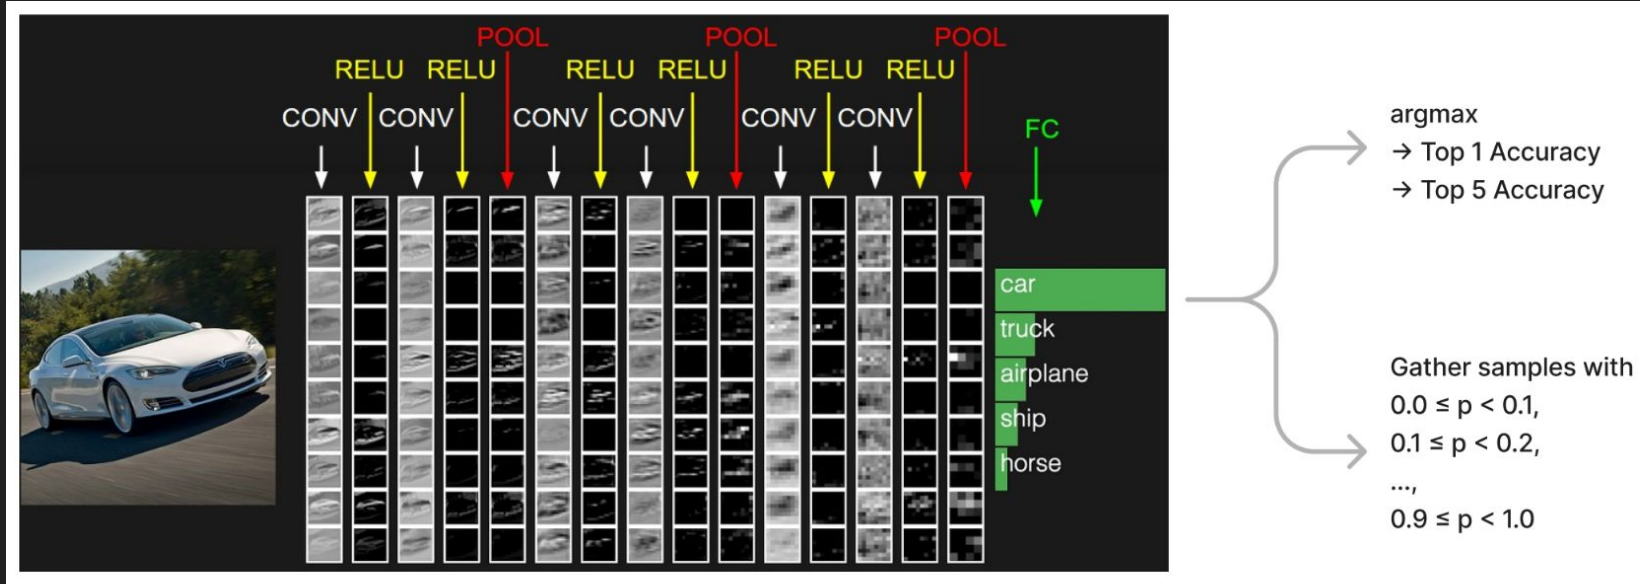 POOL POOL POOL
RELU RELU RELU RELU RELU RELU
CONV CONV CONV CONV CONV CONV
FC
car
truck
airplane
ship
horse
argmax
→ Top 1 Accuracy
→ Top 5 Accuracy
Gather samples with
0.0 ≤ p < 0.1,
0.1 ≤ p < 0.2,
...,
0.9 ≤ p < 1.0